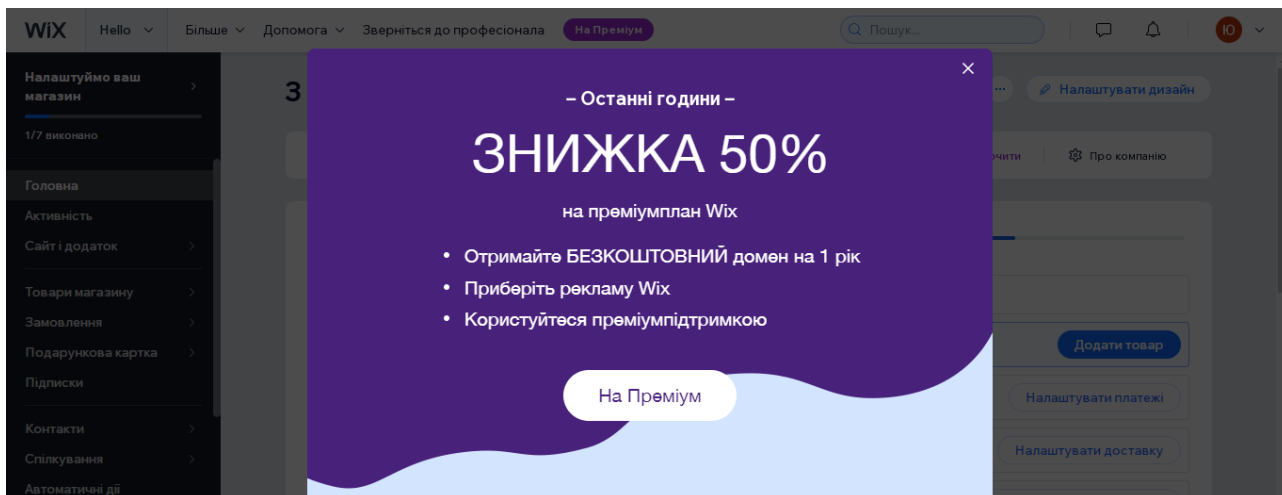 WiX Hello Більше Допомога Зверніться до професіонала На Преміум Пошук... Ю
Налаштуймо ваш
магазин
1/7 виконано
Головна
Активність
Сайт і додаток
Товари магазину
Замовлення
Подарункова картка
Підписки
Контакти
Спілкування
Автоматичні дії
З
– Останні години –
ЗНИЖКА 50%
на преміумплан Wix
• Отримайте БЕЗКОШТОВНИЙ домен на 1 рік
• Приберіть рекламу Wix
• Користуйтеся преміумпідтримкою
На Преміум
... Налаштувати дизайн
Про компанію
Додати товар
Налаштувати платежі
Налаштувати доставку